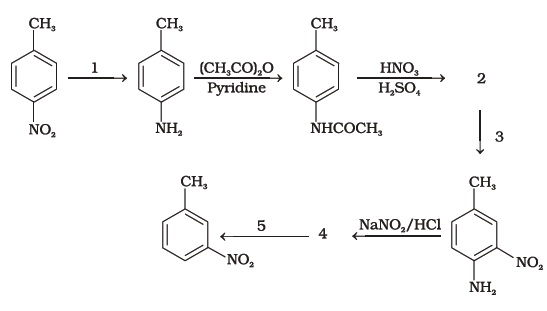 CH₃ CH₃ CH₃
1 (CH₃CO)₂O HNO₃
Pyridine H₂SO₄ 2
NO₂ NH₂ NHCOCH₃
3
CH₃ CH₃
5 4 NaNO₂/HCl
NO₂ NO₂
NH₂